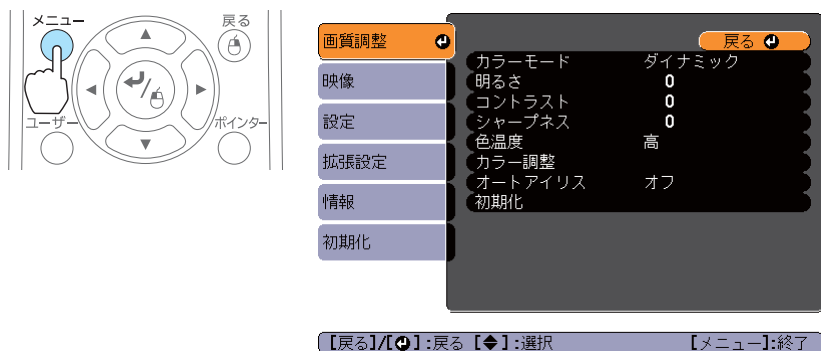 メニュー
戻る
ユーザー
ポインター
画質調整
映像
設定
拡張設定
情報
初期化
戻る
カラーモード ダイナミック
明るさ 0
コントラスト 0
シャープネス 0
色温度 高
カラー調整
オートアイリス オフ
初期化
[戻る]/[ ]:戻る [ ]:選択 [メニュー]:終了